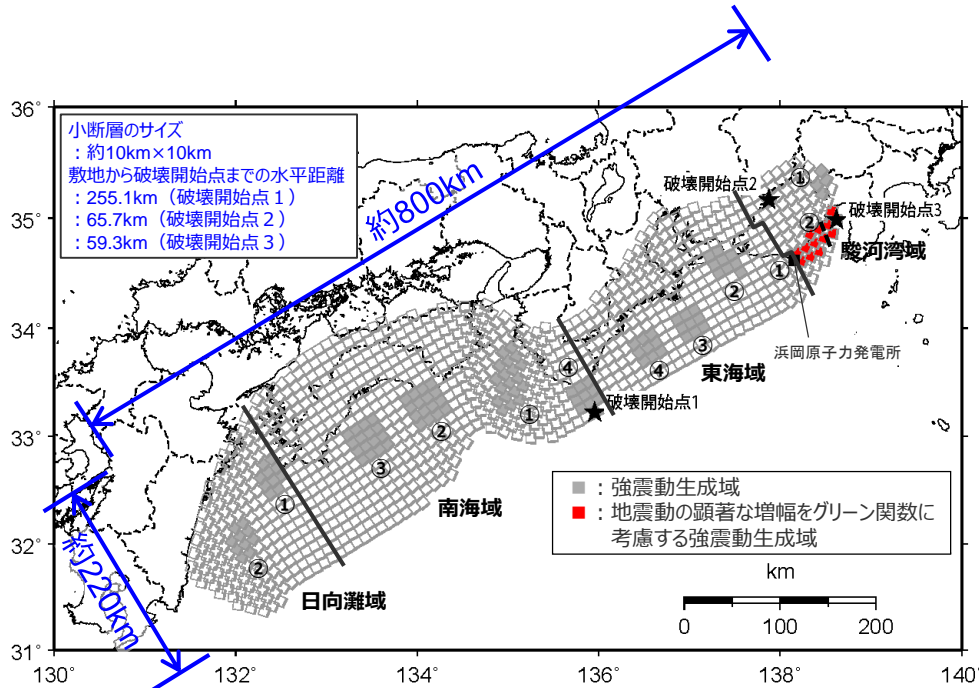 小断層のサイズ
：約10km×10km
敷地から破壊開始点までの水平距離
：255.1km（破壊開始点１）
：65.7km（破壊開始点２）
：59.3km（破壊開始点３）
約800km
約220km
36°
35°
34°
33°
32°
31°
130
132
134
136
138
140
破壊開始点2
①
②
破壊開始点3
駿河湾域
①
②
③
④
浜岡原子力発電所
東海域
④
破壊開始点1
①
②
③
南海域
①
②
日向灘域
：強震動生成域
：地震動の顕著な増幅をグリーン関数に
考慮する強震動生成域
km
0 100 200